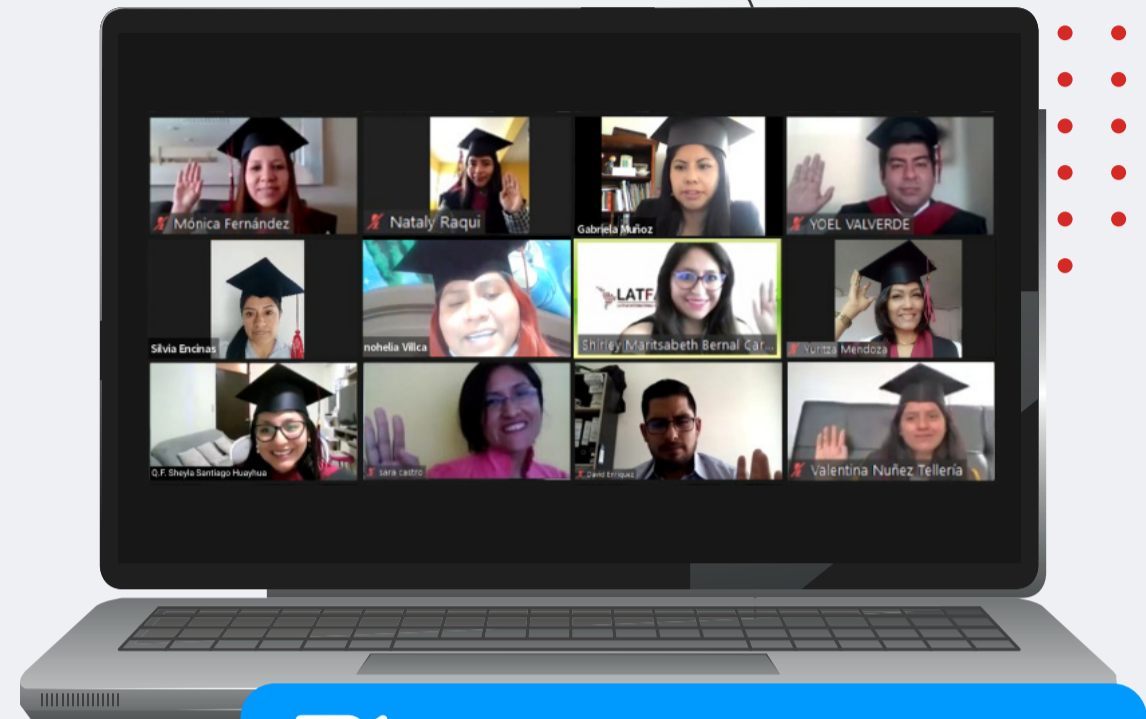 Mónica Fernández
Nataly Raqui
Gabriela Muñoz
YOEL VALVERDE
Silvia Encinas
nohelia Villca
LATF
Shirley Maritsabeth Bernal Car...
Yuritza Mendoza
Q.F. Sheyla Santiago Huayhua
sara castro
David Enriquez
Valentina Nuñez Tellería